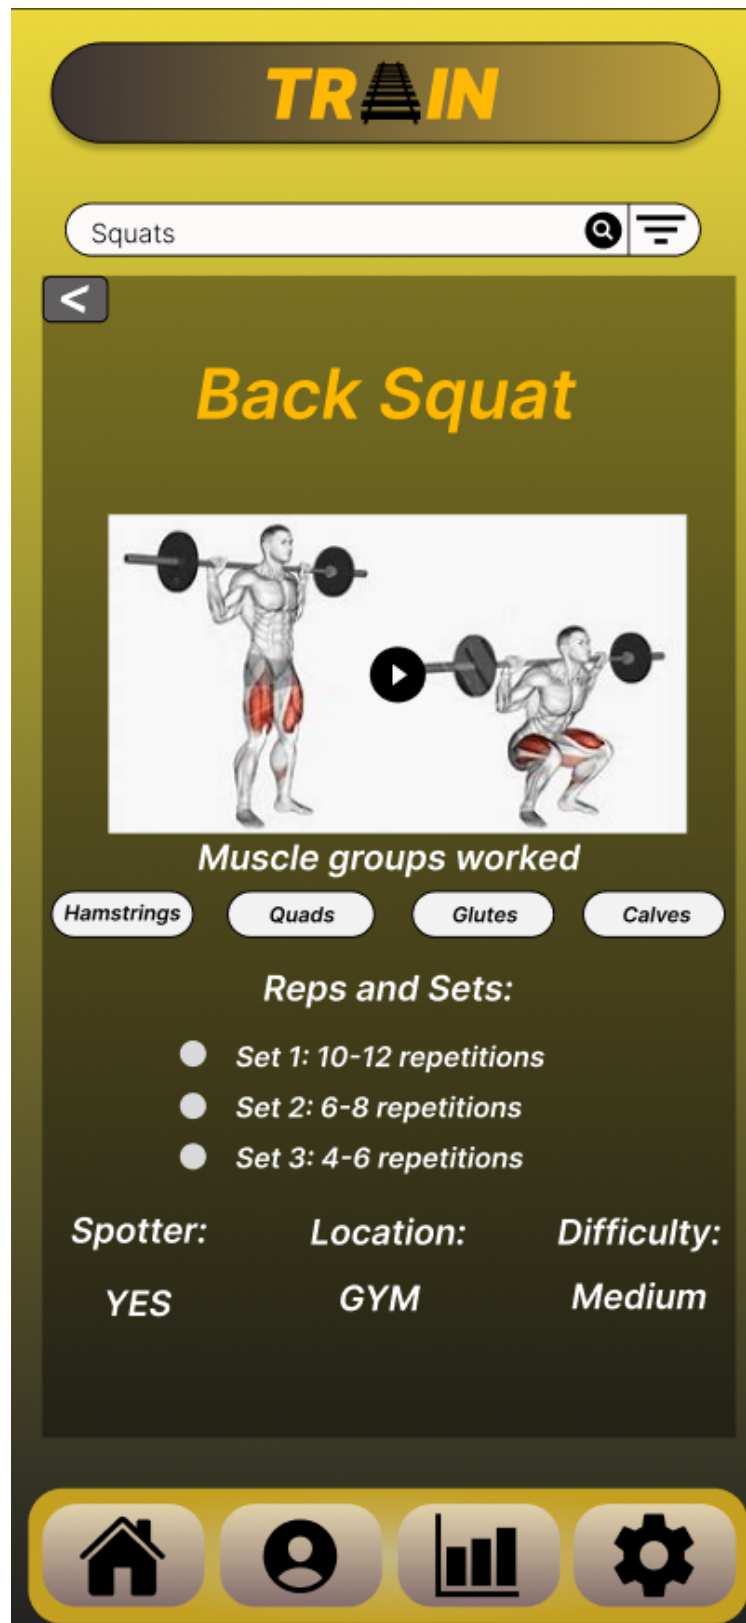 TRAIN
Squats
<
Back Squat
Muscle groups worked
Hamstrings Quads Glutes Calves
Reps and Sets:
Set 1: 10-12 repetitions
Set 2: 6-8 repetitions
Set 3: 4-6 repetitions
Spotter: Location: Difficulty:
YES GYM Medium